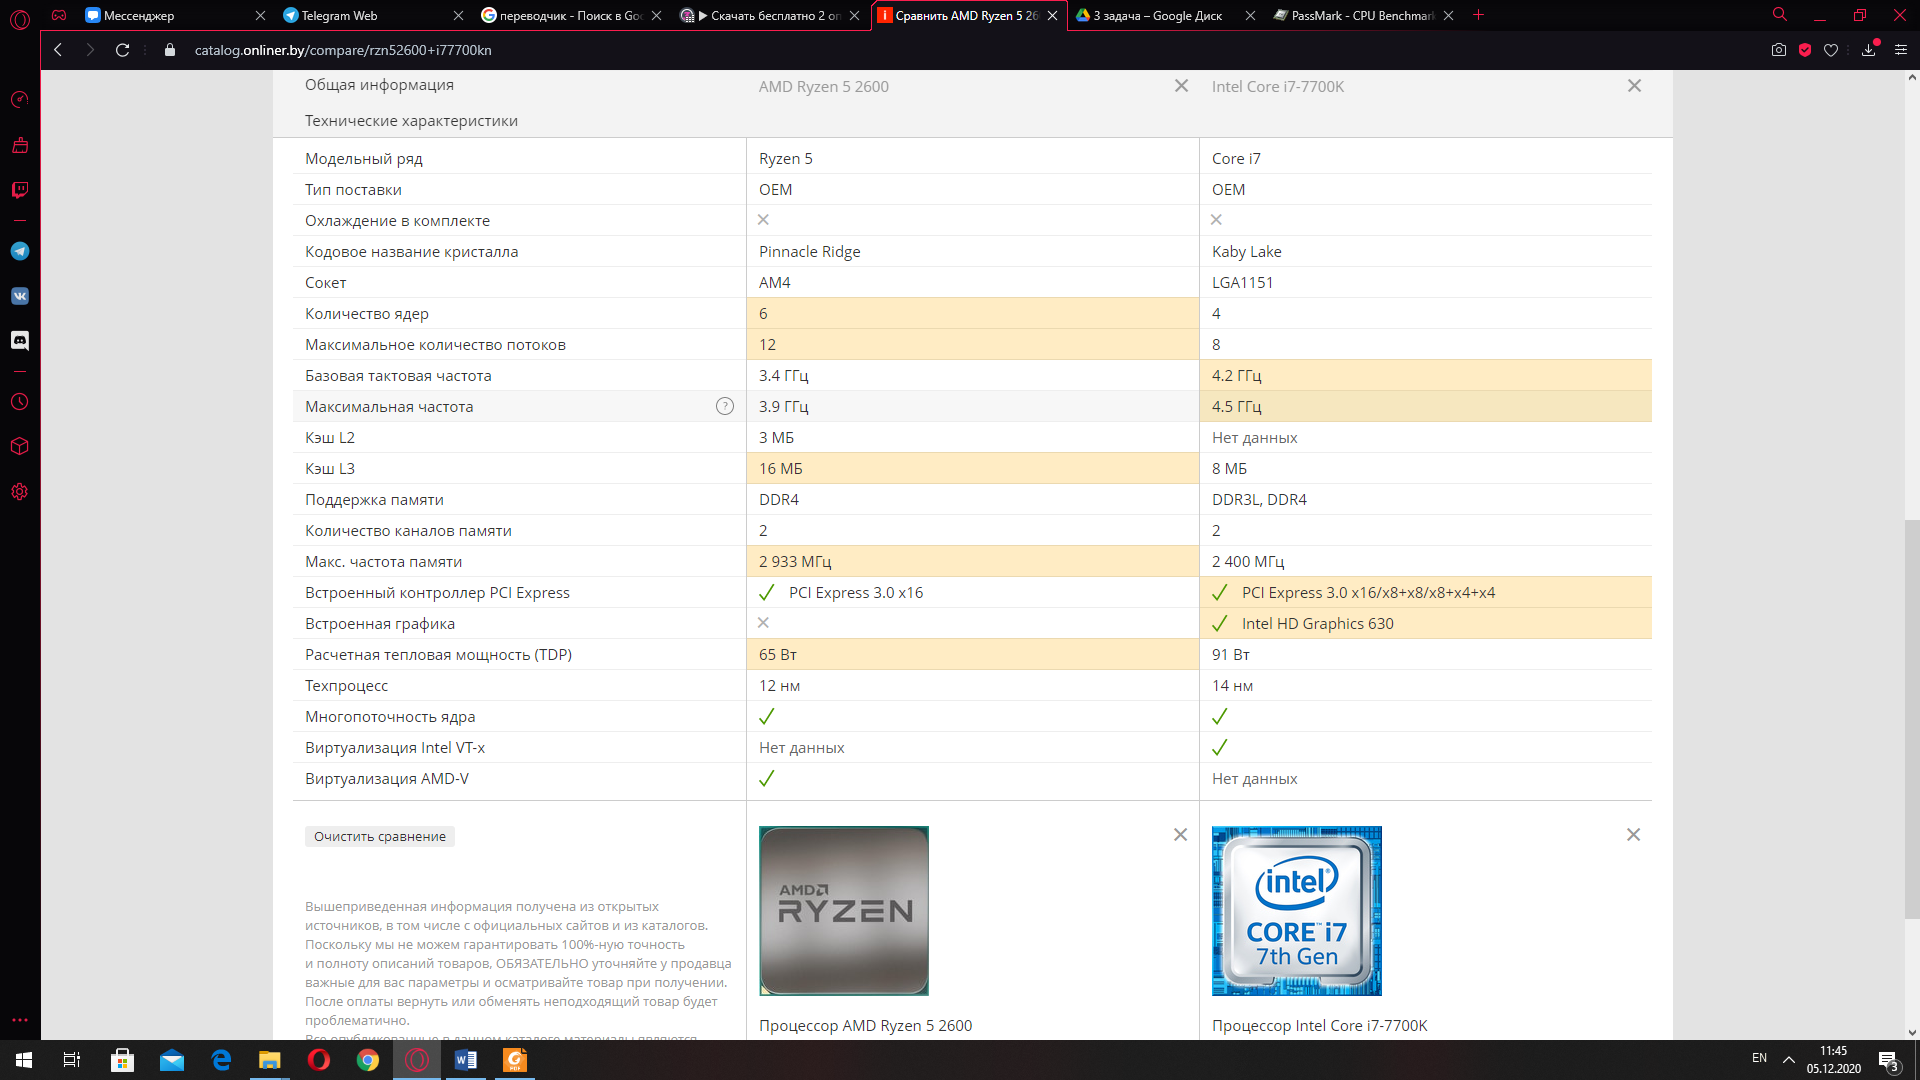 Мессенджер
Telegram Web
переводчик - Поиск в Goo
▶ Скачать бесплатно 2 оп
Сравнить AMD Ryzen 5 26
3 задача – Google Диск
PassMark - CPU Benchmark
catalog.onliner.by/compare/rzn52600+i77700kn
Общая информация AMD Ryzen 5 2600 Intel Core i7-7700K
Технические характеристики
Модельный ряд Ryzen 5 Core i7
Тип поставки OEM OEM
Охлаждение в комплекте
Кодовое название кристалла Pinnacle Ridge Kaby Lake
Сокет AM4 LGA1151
Количество ядер 6 4
Максимальное количество потоков 12 8
Базовая тактовая частота 3.4 ГГц 4.2 ГГц
Максимальная частота ? 3.9 ГГц 4.5 ГГц
Кэш L2 3 МБ Нет данных
Кэш L3 16 МБ 8 МБ
Поддержка памяти DDR4 DDR3L, DDR4
Количество каналов памяти 2 2
Макс. частота памяти 2 933 МГц 2 400 МГц
Встроенный контроллер PCI Express PCI Express 3.0 x16 PCI Express 3.0 x16/x8+x8/x8+x4+x4
Встроенная графика Intel HD Graphics 630
Расчетная тепловая мощность (TDP) 65 Вт 91 Вт
Техпроцесс 12 нм 14 нм
Многопоточность ядра
Виртуализация Intel VT-x Нет данных
Виртуализация AMD-V Нет данных
Очистить сравнение
AMD
RYZEN
intel
CORE i7
7th Gen
Вышеприведенная информация получена из открытых
источников, в том числе с официальных сайтов и из каталогов.
Поскольку мы не можем гарантировать 100%-ную точность
и полноту описаний товаров, ОБЯЗАТЕЛЬНО уточняйте у продавца
важные для вас параметры и осматривайте товар при получении.
После оплаты вернуть или обменять неподходящий товар будет
проблематично.
Все опубликованные в данном каталоге материалы являются
Процессор AMD Ryzen 5 2600
Процессор Intel Core i7-7700K
EN
11:45
05.12.2020
3